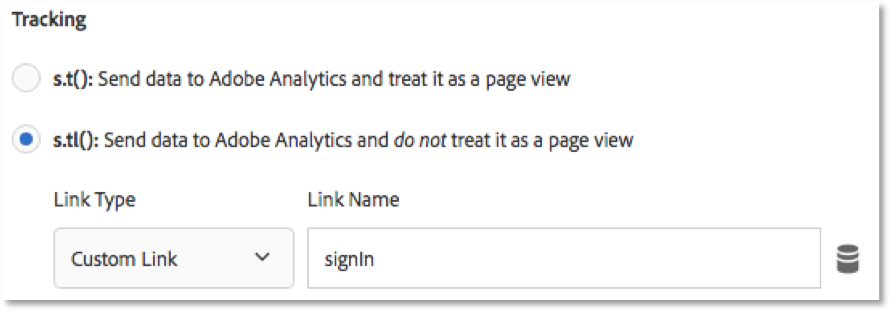 Tracking
s.t(): Send data to Adobe Analytics and treat it as a page view
s.tl(): Send data to Adobe Analytics and do not treat it as a page view
Link Type Link Name
Custom Link signIn